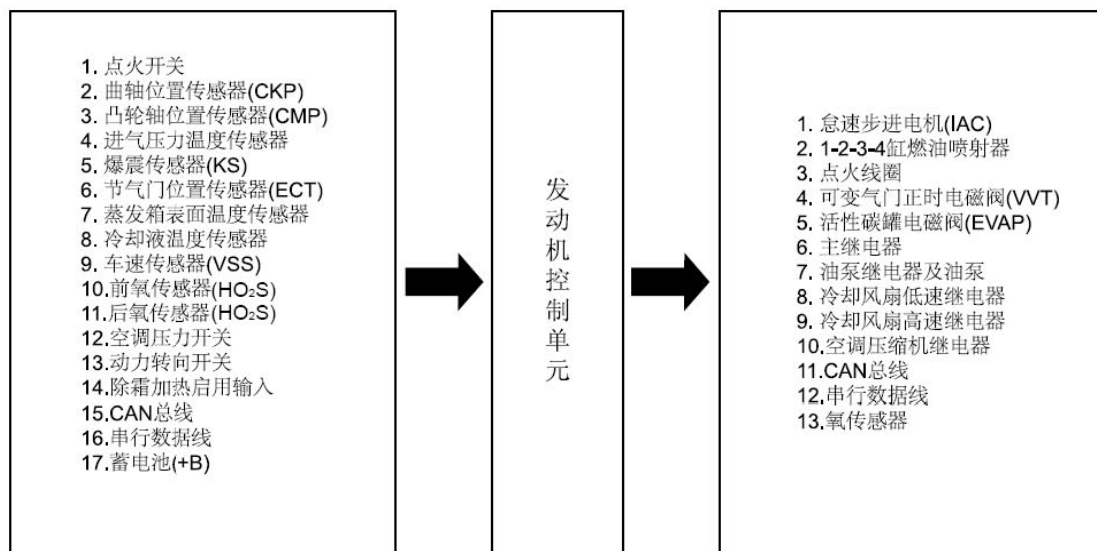 1. 点火开关
2. 曲轴位置传感器(CKP)
3. 凸轮轴位置传感器(CMP)
4. 进气压力温度传感器
5. 爆震传感器(KS)
6. 节气门位置传感器(ECT)
7. 蒸发箱表面温度传感器
8. 冷却液温度传感器
9. 车速传感器(VSS)
10.前氧传感器(HO₂S)
11.后氧传感器(HO₂S)
12.空调压力开关
13.动力转向开关
14.除霜加热启用输入
15.CAN总线
16.串行数据线
17.蓄电池(+B)
发动机控制单元
1. 怠速步进电机(IAC)
2. 1-2-3-4缸燃油喷射器
3. 点火线圈
4. 可变气门正时电磁阀(VVT)
5. 活性碳罐电磁阀(EVAP)
6. 主继电器
7. 油泵继电器及油泵
8. 冷却风扇低速继电器
9. 冷却风扇高速继电器
10.空调压缩机继电器
11.CAN总线
12.串行数据线
13.氧传感器